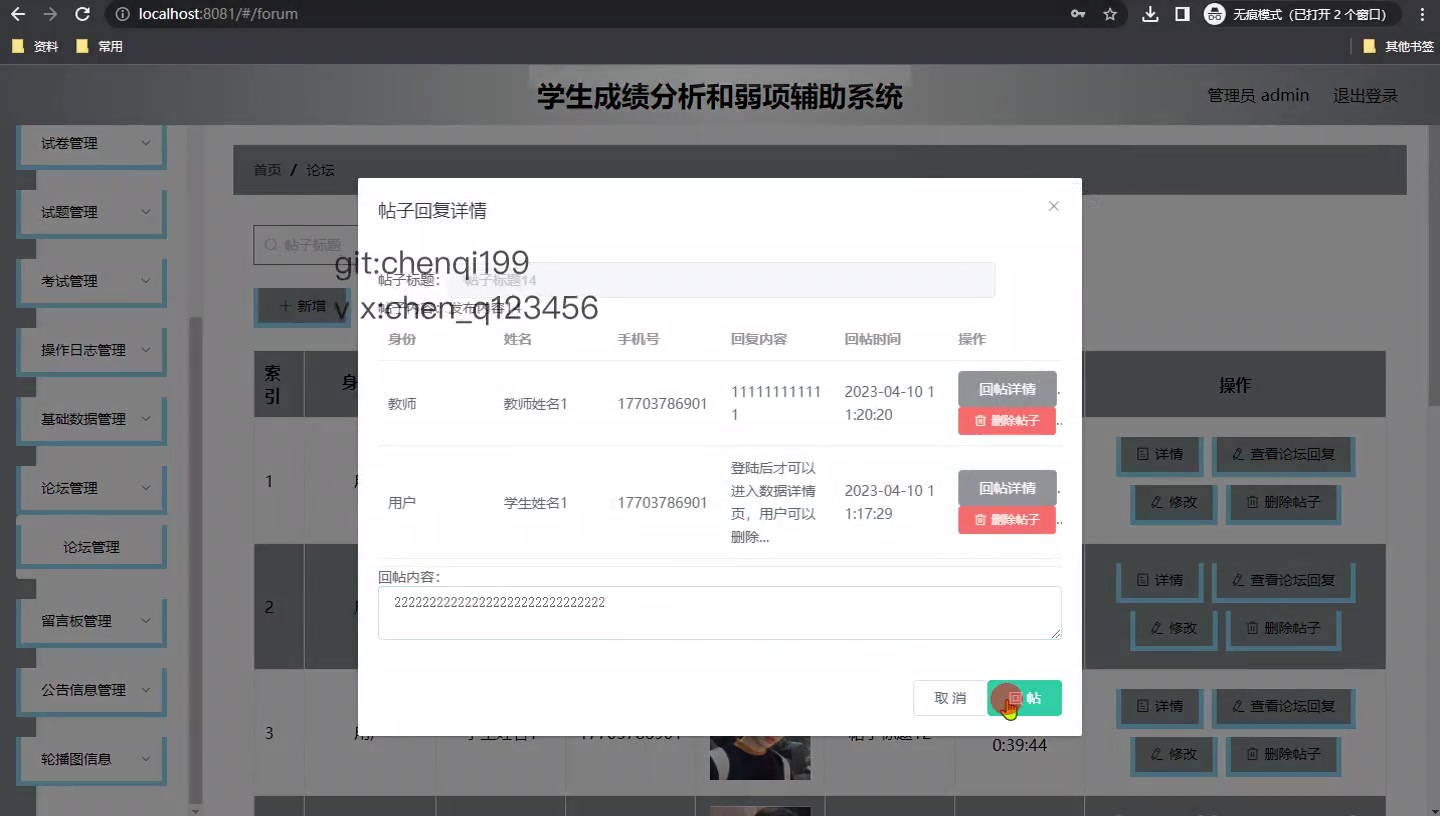 localhost:8081/#/forum
无痕模式（已打开 2 个窗口）
资料
常用
其他书签
学生成绩分析和弱项辅助系统
管理员 admin
退出登录
试卷管理
试题管理
考试管理
操作日志管理
基础数据管理
论坛管理
论坛管理
留言板管理
公告信息管理
轮播图信息
首页 / 论坛
帖子标题
新增
索引
操作
1
详情
查看论坛回复
修改
删除帖子
2
详情
查看论坛回复
修改
删除帖子
3
0:39:44
详情
查看论坛回复
修改
删除帖子
帖子回复详情
git:chenqi199
帖子标题:
帖子标题14
v x:chen_q123456
身份
姓名
手机号
回复内容
回帖时间
操作
教师
教师姓名1
17703786901
11111111111
1
2023-04-10 1
1:20:20
回帖详情
删除帖子
用户
学生姓名1
17703786901
登陆后才可以
进入数据详情
页，用户可以
删除...
2023-04-10 1
1:17:29
回帖详情
删除帖子
回帖内容:
取 消
回 帖